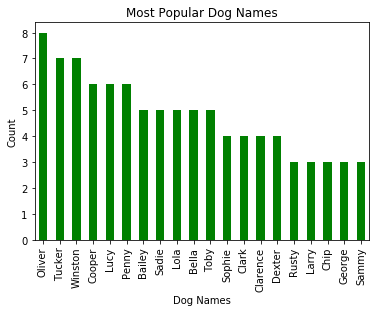 Most Popular Dog Names
8
7
6
5
4
3
2
1
0
Count
Oliver
Tucker
Winston
Cooper
Lucy
Penny
Bailey
Sadie
Lola
Bella
Toby
Sophie
Clark
Clarence
Dexter
Rusty
Larry
Chip
George
Sammy
Dog Names